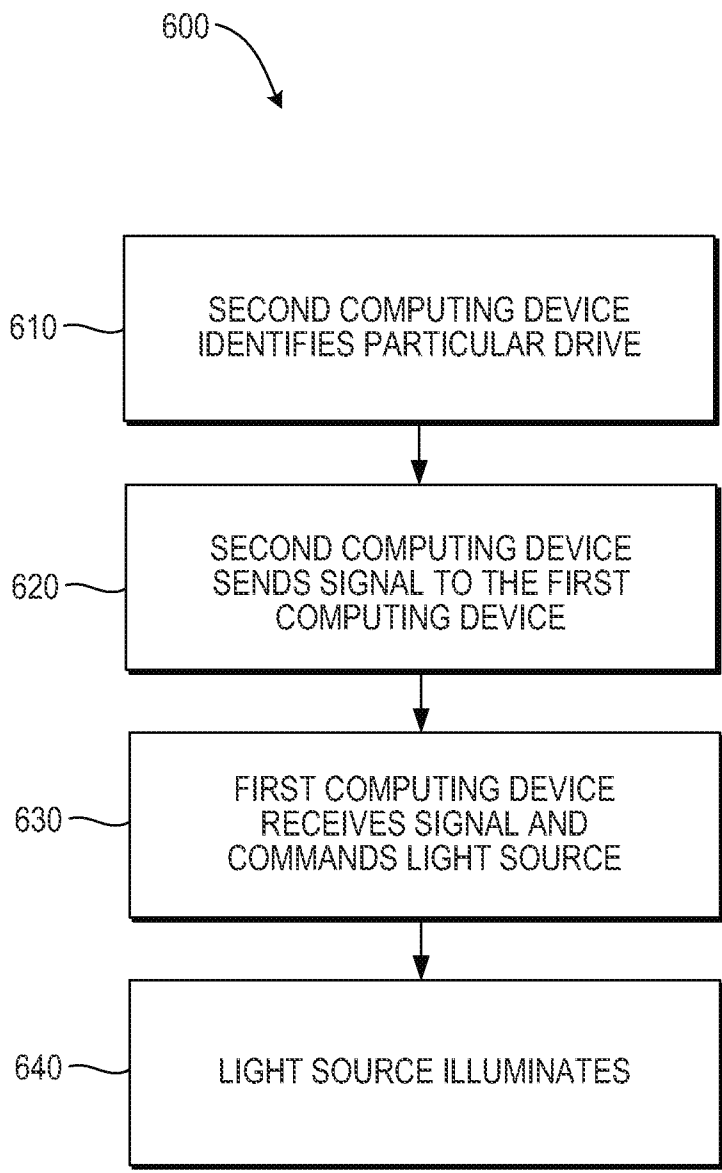 600
610
SECOND COMPUTING DEVICE
IDENTIFIES PARTICULAR DRIVE
620
SECOND COMPUTING DEVICE
SENDS SIGNAL TO THE FIRST
COMPUTING DEVICE
630
FIRST COMPUTING DEVICE
RECEIVES SIGNAL AND
COMMANDS LIGHT SOURCE
640
LIGHT SOURCE ILLUMINATES